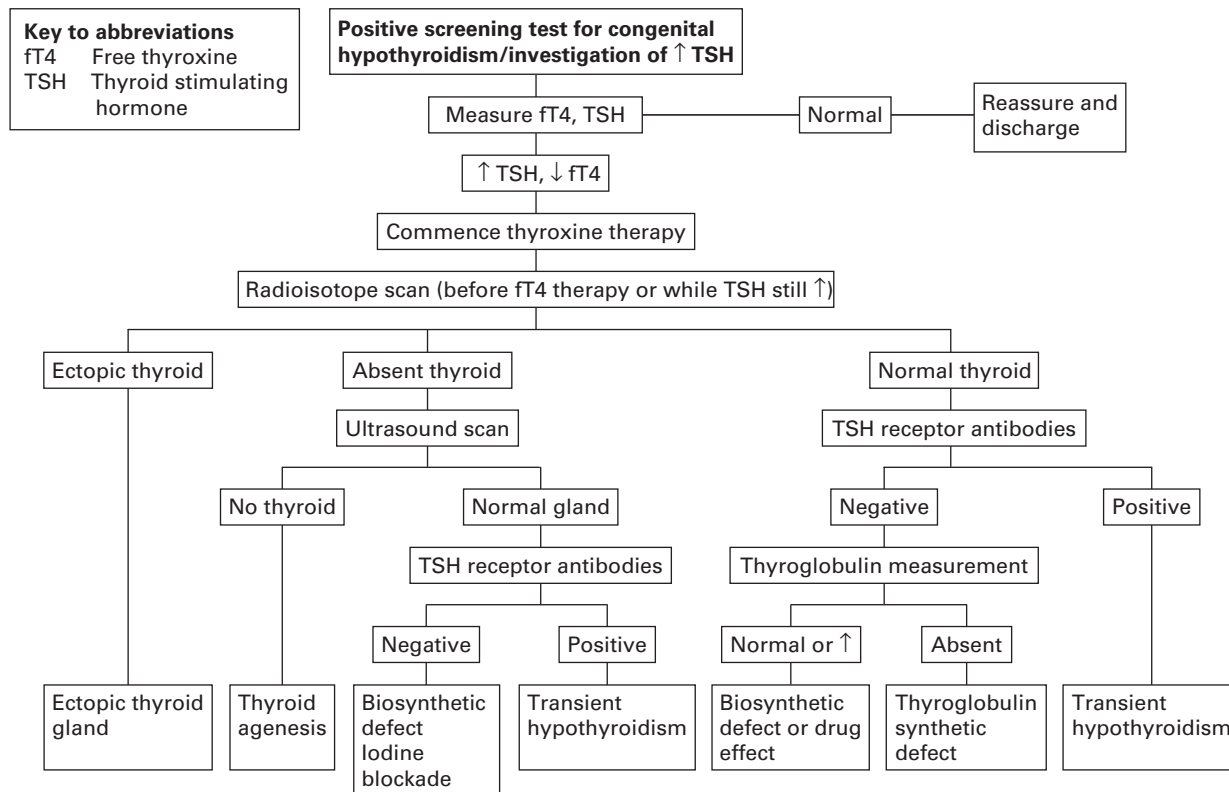 Key to abbreviations
fT4 Free thyroxine
TSH Thyroid stimulating
hormone
Positive screening test for congenital
hypothyroidism/investigation of ↑ TSH
Measure fT4, TSH
Normal
Reassure and
discharge
↑ TSH, ↓ fT4
Commence thyroxine therapy
Radioisotope scan (before fT4 therapy or while TSH still ↑)
Ectopic thyroid
Absent thyroid
Normal thyroid
Ultrasound scan
TSH receptor antibodies
No thyroid
Normal gland
Negative
Positive
TSH receptor antibodies
Thyroglobulin measurement
Negative
Positive
Normal or ↑
Absent
Ectopic thyroid
gland
Thyroid
agenesis
Biosynthetic
defect
Iodine
blockade
Transient
hypothyroidism
Biosynthetic
defect or drug
effect
Thyroglobulin
synthetic
defect
Transient
hypothyroidism